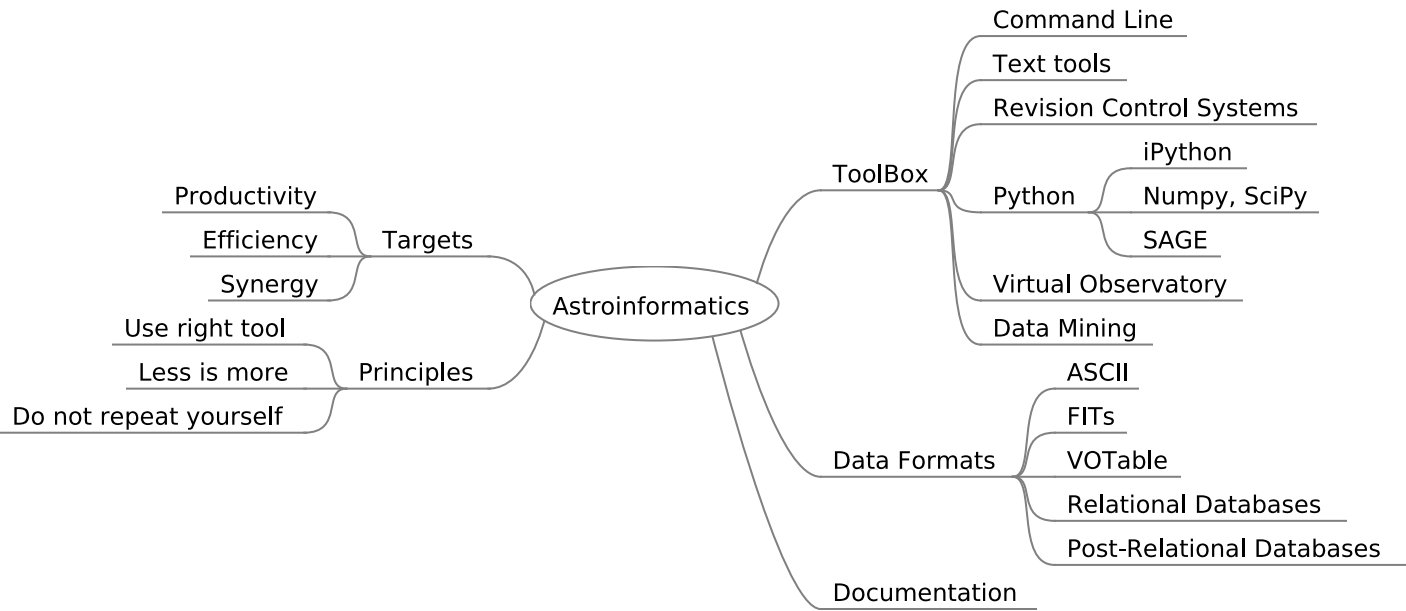 Astroinformatics
Targets
Productivity
Efficiency
Synergy
Principles
Use right tool
Less is more
Do not repeat yourself
ToolBox
Command Line
Text tools
Revision Control Systems
Python
iPython
Numpy, SciPy
SAGE
Virtual Observatory
Data Mining
Data Formats
ASCII
FITs
VOTable
Relational Databases
Post-Relational Databases
Documentation